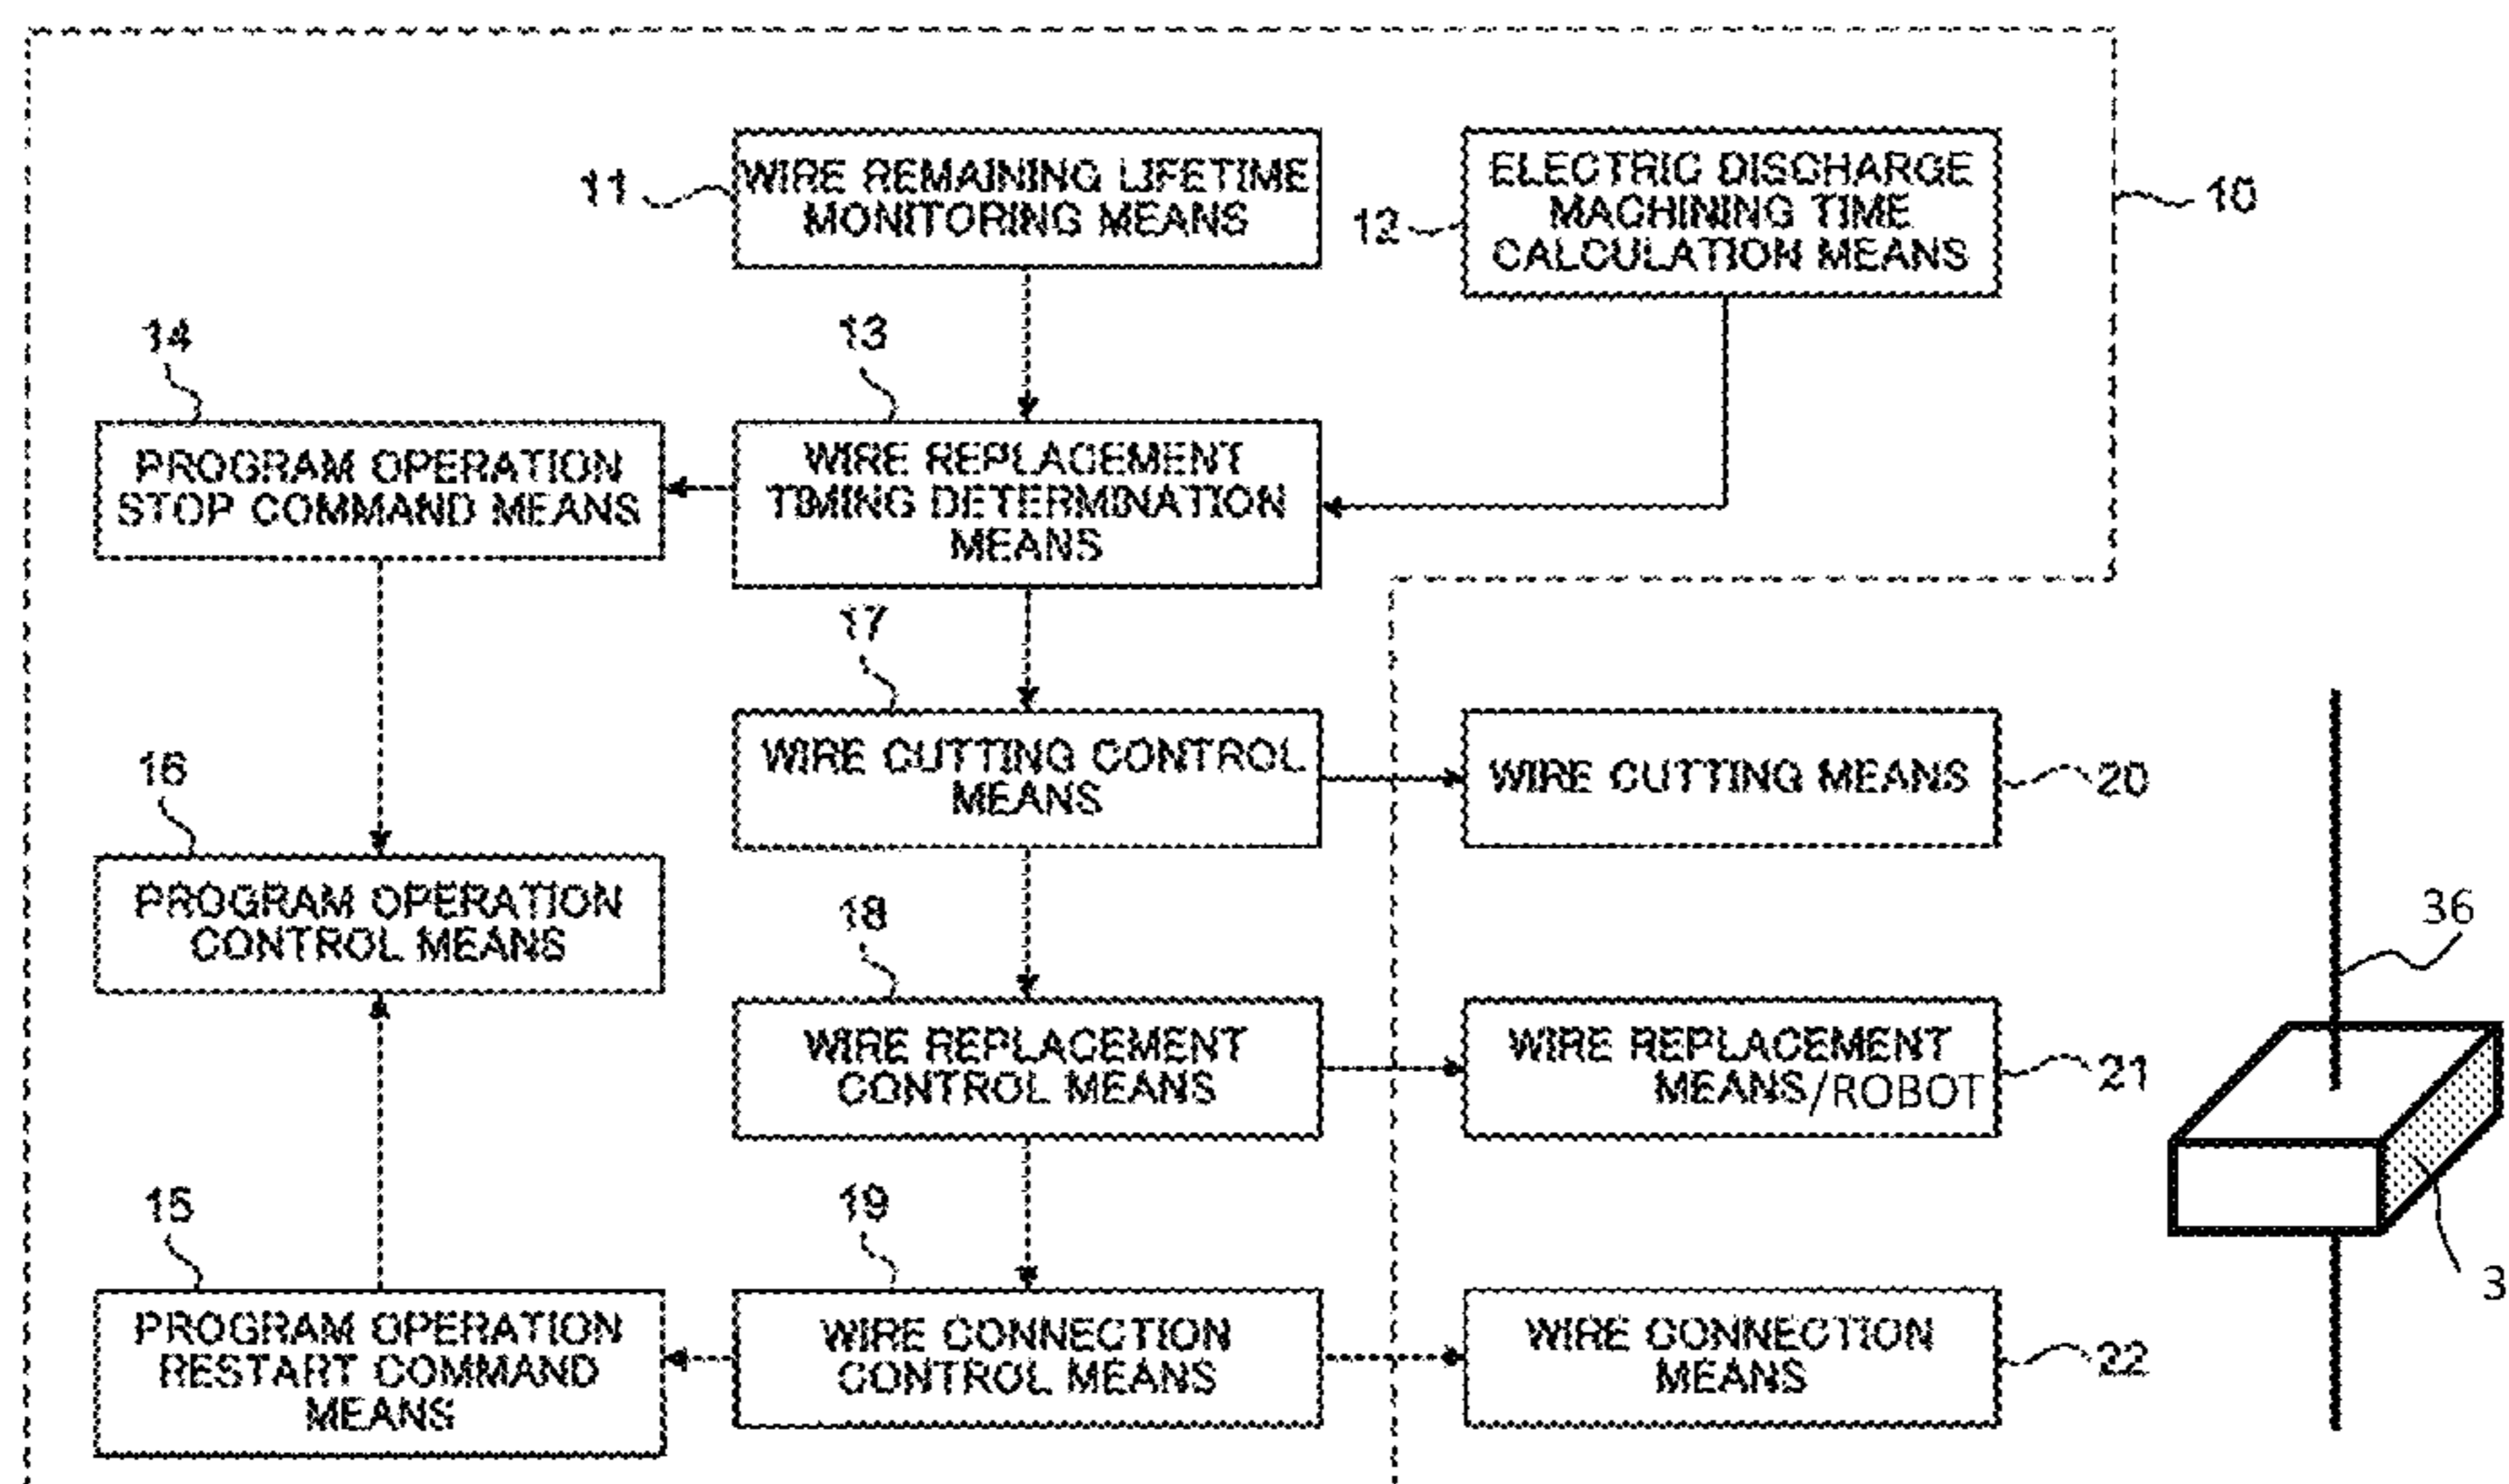 11
WIRE REMAINING LIFETIME
MONITORING MEANS
12
ELECTRIC DISCHARGE
MACHINING TIME
CALCULATION MEANS
10
14
PROGRAM OPERATION
STOP COMMAND MEANS
13
WIRE REPLACEMENT
TIMING DETERMINATION
MEANS
17
WIRE CUTTING CONTROL
MEANS
WIRE CUTTING MEANS
20
16
PROGRAM OPERATION
CONTROL MEANS
18
WIRE REPLACEMENT
CONTROL MEANS
WIRE REPLACEMENT
MEANS/ROBOT
21
36
3
15
PROGRAM OPERATION
RESTART COMMAND
MEANS
19
WIRE CONNECTION
CONTROL MEANS
WIRE CONNECTION
MEANS
22